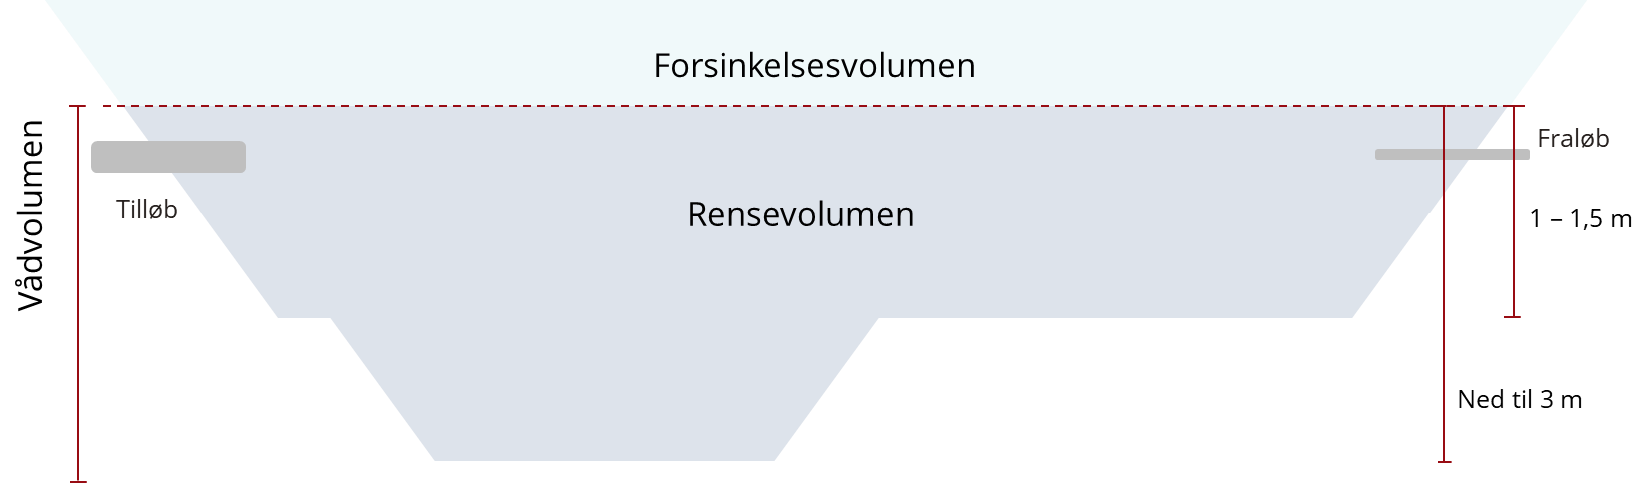 Forsinkelsesvolumen
Vådvolumen
Fraløb
Tilløb
Rensevolumen
1 – 1,5 m
Ned til 3 m